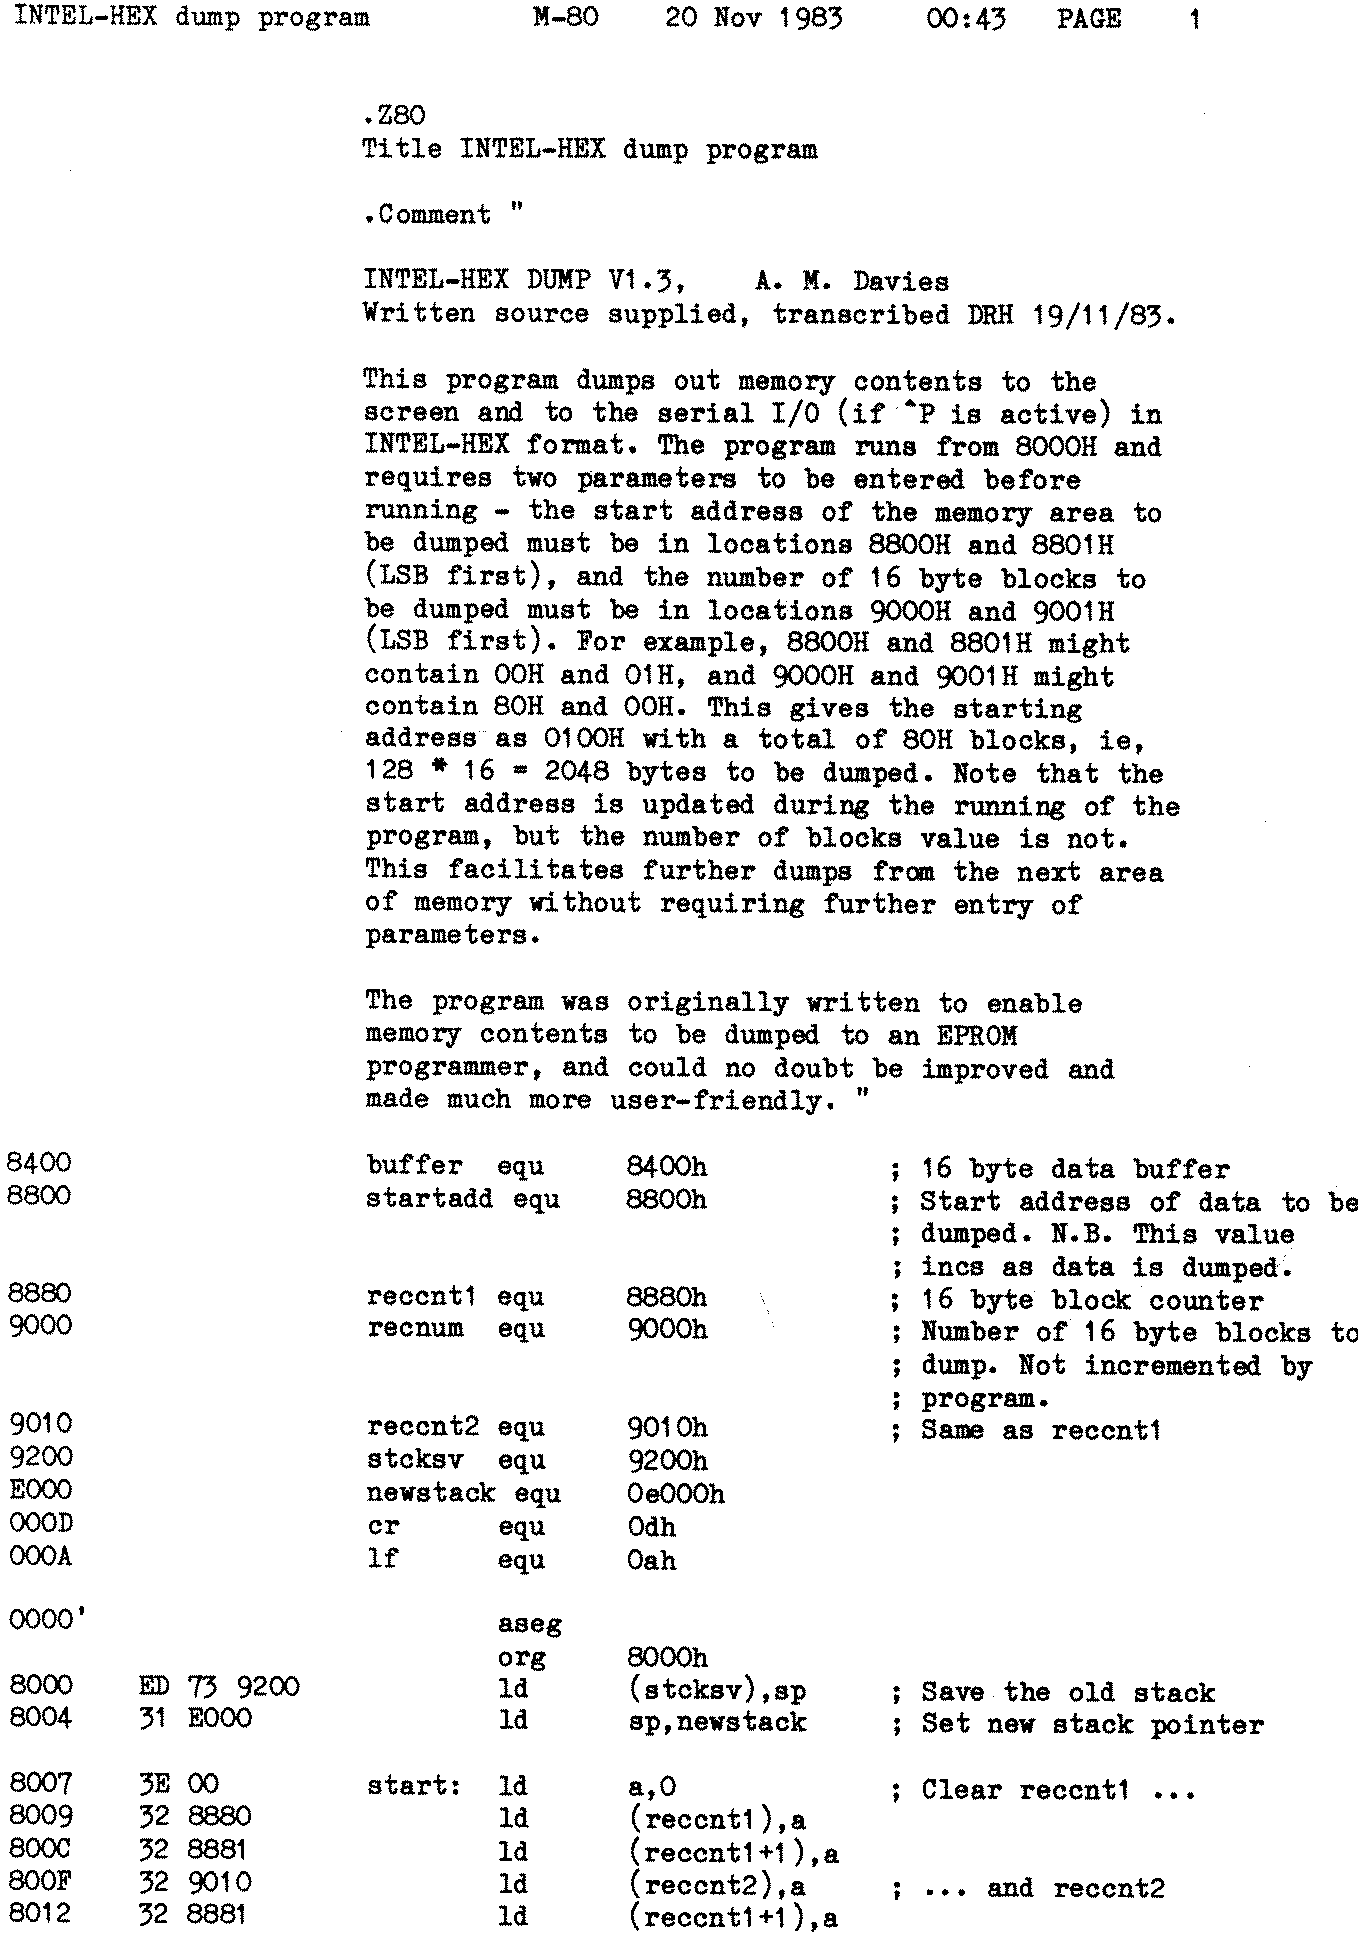 INTEL-HEX dump program M-80 20 Nov 1983 00:43 PAGE 1
.Z80
Title INTEL-HEX dump program
.Comment "
INTEL-HEX DUMP V1.3, A. M. Davies
Written source supplied, transcribed DRH 19/11/83.
This program dumps out memory contents to the
screen and to the serial I/O (if ^P is active) in
INTEL-HEX format. The program runs from 8000H and
requires two parameters to be entered before
running - the start address of the memory area to
be dumped must be in locations 8800H and 8801H
(LSB first), and the number of 16 byte blocks to
be dumped must be in locations 9000H and 9001H
(LSB first). For example, 8800H and 8801H might
contain 00H and 01H, and 9000H and 9001H might
contain 80H and 00H. This gives the starting
address as 0100H with a total of 80H blocks, ie,
128 * 16 = 2048 bytes to be dumped. Note that the
start address is updated during the running of the
program, but the number of blocks value is not.
This facilitates further dumps from the next area
of memory without requiring further entry of
parameters.
The program was originally written to enable
memory contents to be dumped to an EPROM
programmer, and could no doubt be improved and
made much more user-friendly. "
8400 buffer equ 8400h ; 16 byte data buffer
8800 startadd equ 8800h ; Start address of data to be
; dumped. N.B. This value
; incs as data is dumped.
8880 reccnt1 equ 8880h ; 16 byte block counter
9000 recnum equ 9000h ; Number of 16 byte blocks to
; dump. Not incremented by
; program.
9010 reccnt2 equ 9010h ; Same as reccnt1
9200 stcksv equ 9200h
E000 newstack equ 0e000h
000D cr equ 0dh
000A lf equ 0ah
0000' aseg
org 8000h
8000 ED 73 9200 ld (stcksv),sp ; Save the old stack
8004 31 E000 ld sp,newstack ; Set new stack pointer
8007 3E 00 start: ld a,0 ; Clear reccnt1 ...
8009 32 8880 ld (reccnt1),a
800C 32 8881 ld (reccnt1+1),a
800F 32 9010 ld (reccnt2),a ; ... and reccnt2
8012 32 8881 ld (reccnt1+1),a